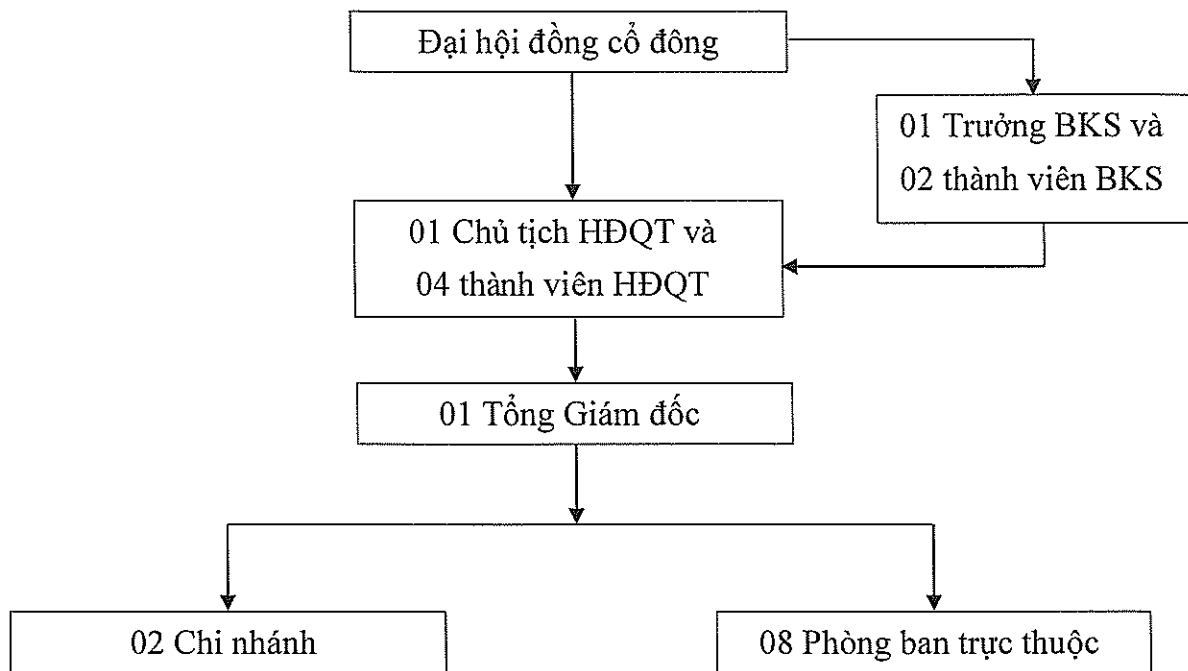 Đại hội đồng cổ đông
01 Trưởng BKS và
02 thành viên BKS
01 Chủ tịch HĐQT và
04 thành viên HĐQT
01 Tổng Giám đốc
02 Chi nhánh
08 Phòng ban trực thuộc